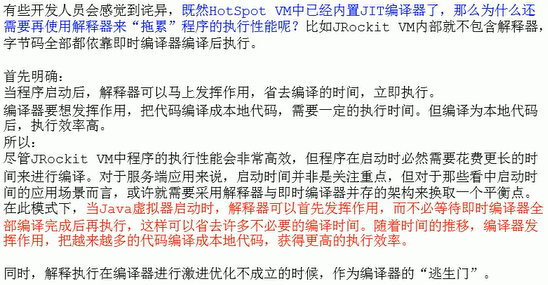 有些开发人员会感觉到诧异，既然HotSpot VM中已经内置JIT编译器了，那么为什么还
需要再使用解释器来“拖累”程序的执行性能呢？比如JRockit VM内部就不包含解释器，
字节码全部都依靠即时编译器编译后执行。
首先明确：
当程序启动后，解释器可以马上发挥作用，省去编译的时间，立即执行。
编译器要想发挥作用，把代码编译成本地代码，需要一定的执行时间。但编译为本地代码
后，执行效率高。
所以：
尽管JRockit VM中程序的执行性能会非常高效，但程序在启动时必然需要花费更长的时
间来进行编译。对于服务端应用来说，启动时间并非是关注重点，但对于那些看中启动时
间的应用场景而言，或许就需要采用解释器与即时编译器并存的架构来换取一个平衡点。
在此模式下，当Java虚拟器启动时，解释器可以首先发挥作用，而不必等待即时编译器全
部编译完成后再执行，这样可以省去许多不必要的编译时间。随着时间的推移，编译器发
挥作用，把越来越多的代码编译成本地代码，获得更高的执行效率。
同时，解释执行在编译器进行激进优化不成立的时候，作为编译器的“逃生门”。